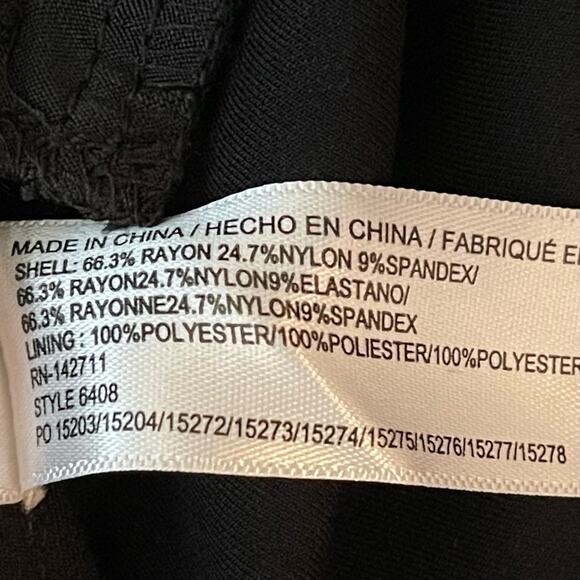 MADE IN CHINA / HECHO EN CHINA / FABRIQUÉ
SHELL: 66.3% RAYON 24.7%NYLON 9%SPANDEX/
66.3% RAYON24.7%NYLON9%ELASTANO/
66.3% RAYONNE24.7%NYLON9%SPANDEX
LINING : 100%POLYESTER/100%POLIESTER/100%POLYESTER
RN-142711
STYLE 6408
PO 15203/15204/15272/15273/15274/15275/15276/15277/15278